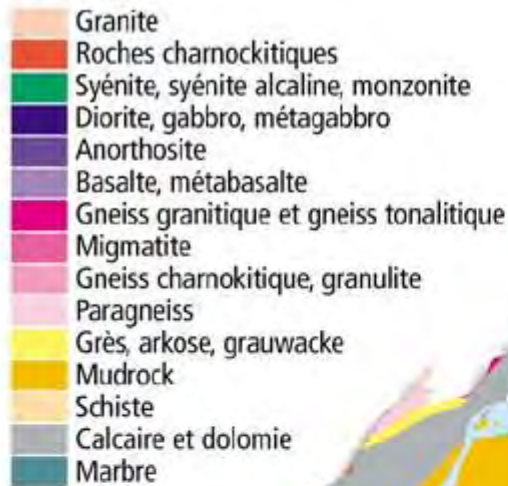 Granite
Roches charnockitiques
Syénite, syénite alcaline, monzonite
Diorite, gabbro, métagabbro
Anorthosite
Basalte, métabasalte
Gneiss granitique et gneiss tonalitique
Migmatite
Gneiss charnokitique, granulite
Paragneiss
Grès, arkose, grauwacke
Mudrock
Schiste
Calcaire et dolomie
Marbre